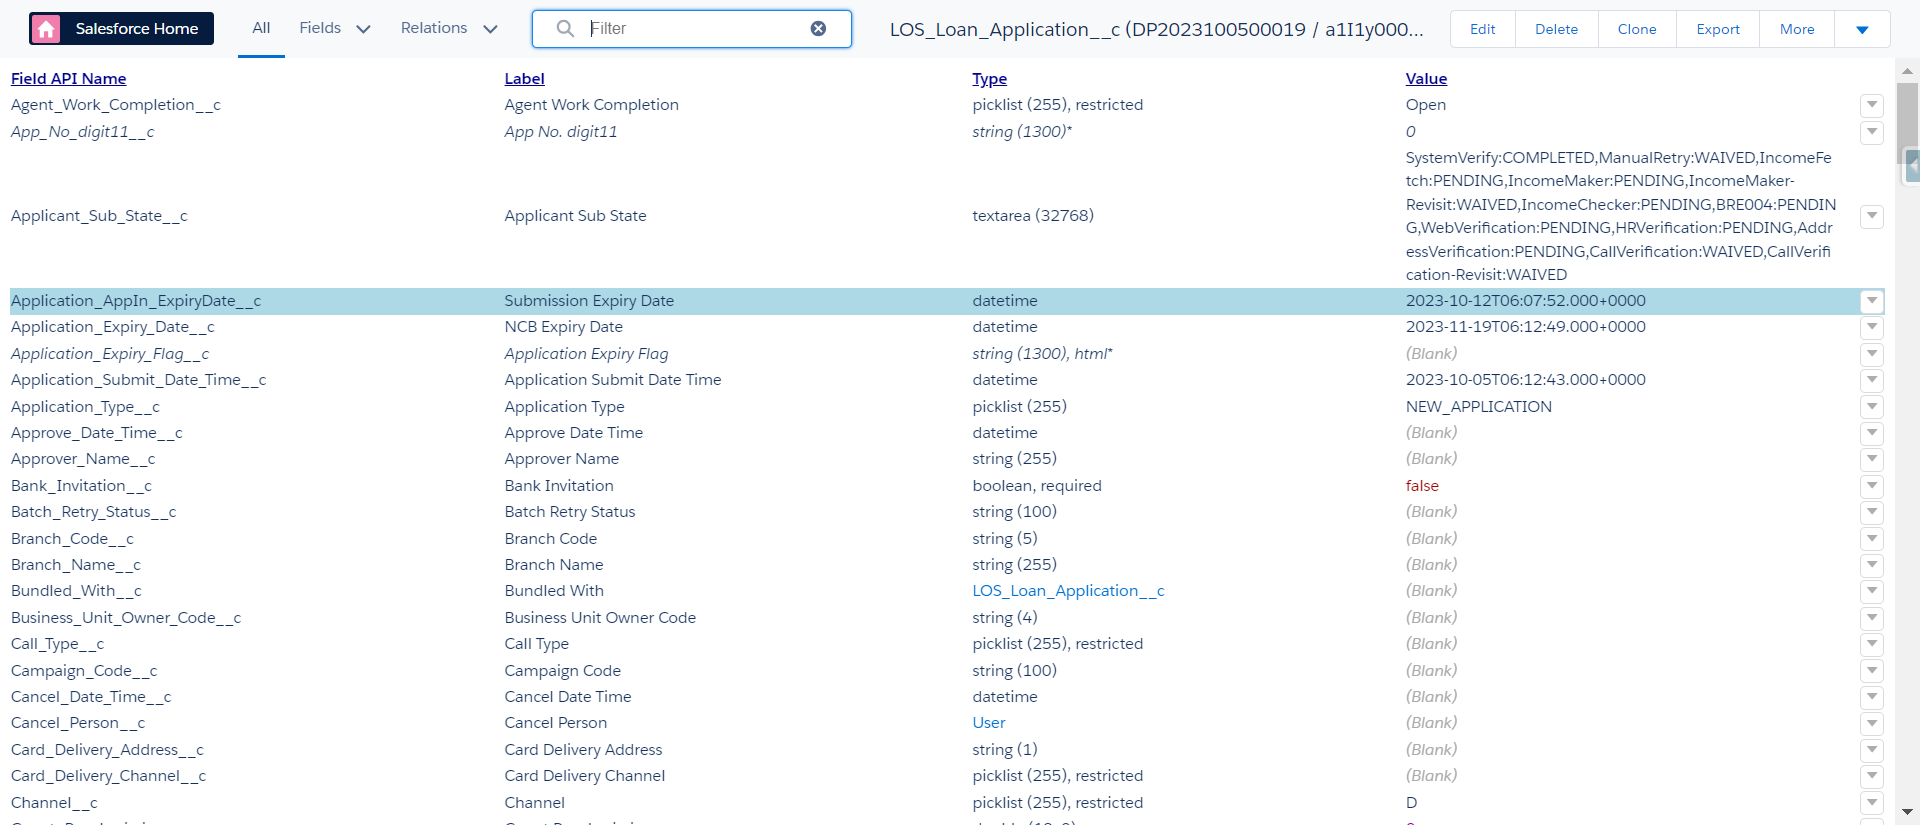 Salesforce Home All Fields Relations Filter LOS_Loan_Application__c (DP2023100500019 / a1I1y000... Edit Delete Clone Export More
Field API Name Label Type Value
Agent_Work_Completion__c Agent Work Completion picklist (255), restricted Open
App_No_digit11__c App No. digit11 string (1300)* 0
SystemVerify:COMPLETED,ManualRetry:WAIVED,IncomeFe
tch:PENDING,IncomeMaker:PENDING,IncomeMaker-
Revisit:WAIVED,IncomeChecker:PENDING,BRE004:PENDIN
Applicant_Sub_State__c Applicant Sub State textarea (32768)
G,WebVerification:PENDING,HRVerification:PENDING,Addr
essVerification:PENDING,CallVerification:WAIVED,CallVerifi
cation-Revisit:WAIVED
Application_AppIn_ExpiryDate__c Submission Expiry Date datetime 2023-10-12T06:07:52.000+0000
Application_Expiry_Date__c NCB Expiry Date datetime 2023-11-19T06:12:49.000+0000
Application_Expiry_Flag__c Application Expiry Flag string (1300), html* (Blank)
Application_Submit_Date_Time__c Application Submit Date Time datetime 2023-10-05T06:12:43.000+0000
Application_Type__c Application Type picklist (255) NEW_APPLICATION
Approve_Date_Time__c Approve Date Time datetime (Blank)
Approver_Name__c Approver Name string (255) (Blank)
Bank_Invitation__c Bank Invitation boolean, required false
Batch_Retry_Status__c Batch Retry Status string (100) (Blank)
Branch_Code__c Branch Code string (5) (Blank)
Branch_Name__c Branch Name string (255) (Blank)
Bundled_With__c Bundled With LOS_Loan_Application__c (Blank)
Business_Unit_Owner_Code__c Business Unit Owner Code string (4) (Blank)
Call_Type__c Call Type picklist (255), restricted (Blank)
Campaign_Code__c Campaign Code string (100) (Blank)
Cancel_Date_Time__c Cancel Date Time datetime (Blank)
Cancel_Person__c Cancel Person User (Blank)
Card_Delivery_Address__c Card Delivery Address string (1) (Blank)
Card_Delivery_Channel__c Card Delivery Channel picklist (255), restricted (Blank)
Channel__c Channel picklist (255), restricted D